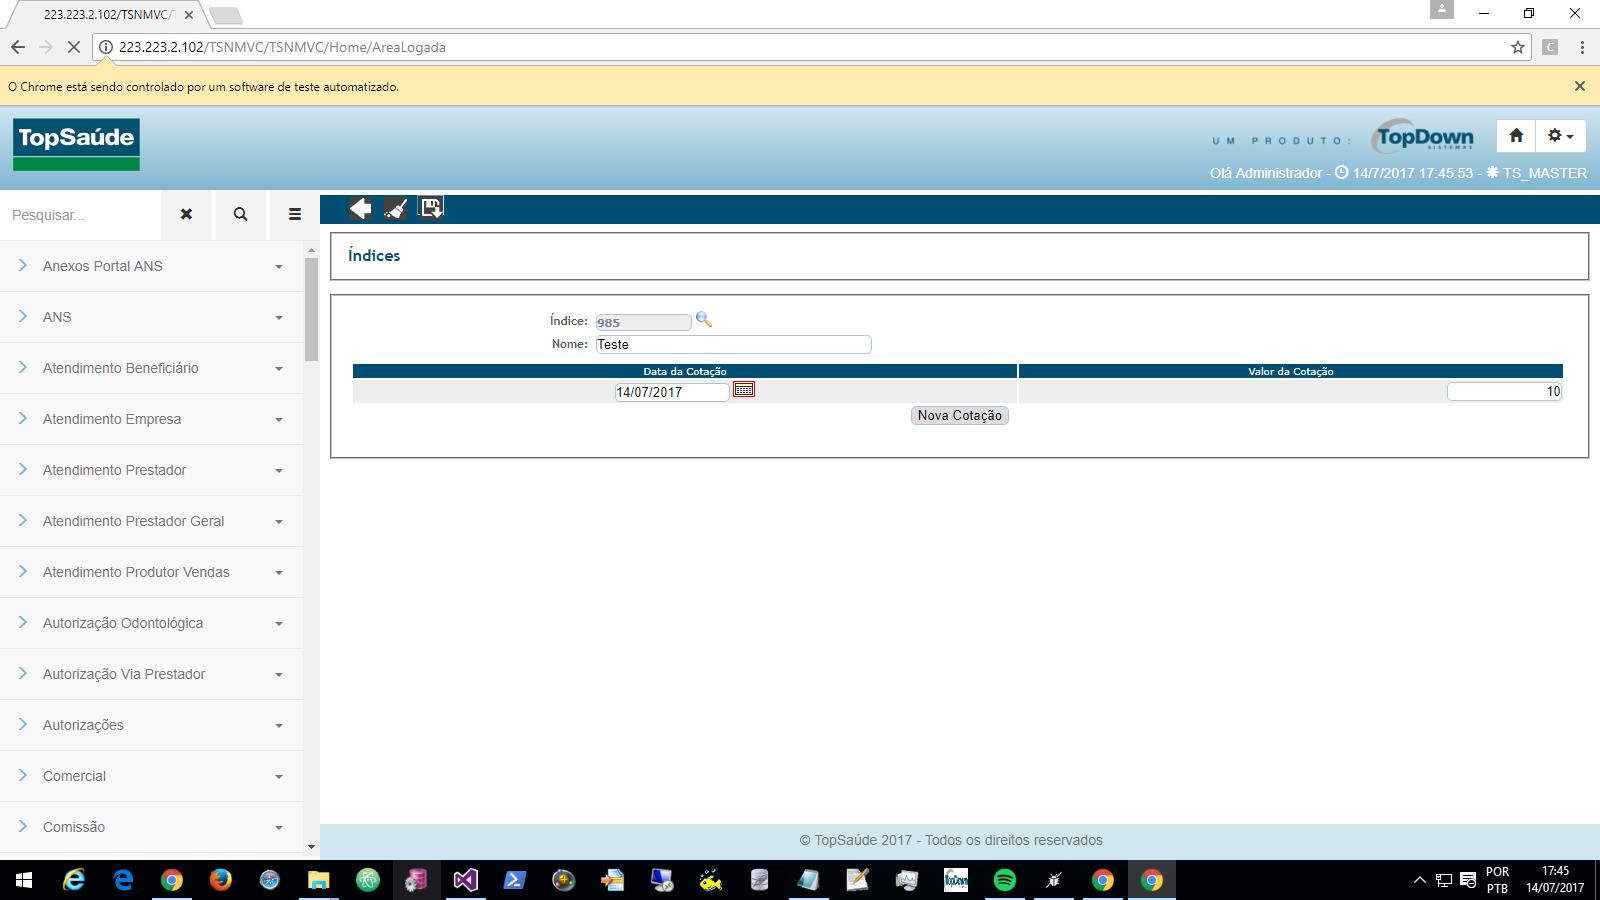 223.223.2.102/TSNMVC/T
223.223.2.102/TSNMVC/TSNMVC/Home/AreaLogada
C
O Chrome está sendo controlado por um software de teste automatizado.
TopSaúde
UM PRODUTO:
TopDown
SISTEMAS
Olá Administrador - 14/7/2017 17:45:53 - TS_MASTER
Pesquisar...
Anexos Portal ANS
ANS
Atendimento Beneficiário
Atendimento Empresa
Atendimento Prestador
Atendimento Prestador Geral
Atendimento Produtor Vendas
Autorização Odontológica
Autorização Via Prestador
Autorizações
Comercial
Comissão
Índices
Índice: 985
Nome: Teste
Data da Cotação Valor da Cotação
14/07/2017 10
Nova Cotação
© TopSaúde 2017 - Todos os direitos reservados
TopDown
POR
PTB
17:45
14/07/2017